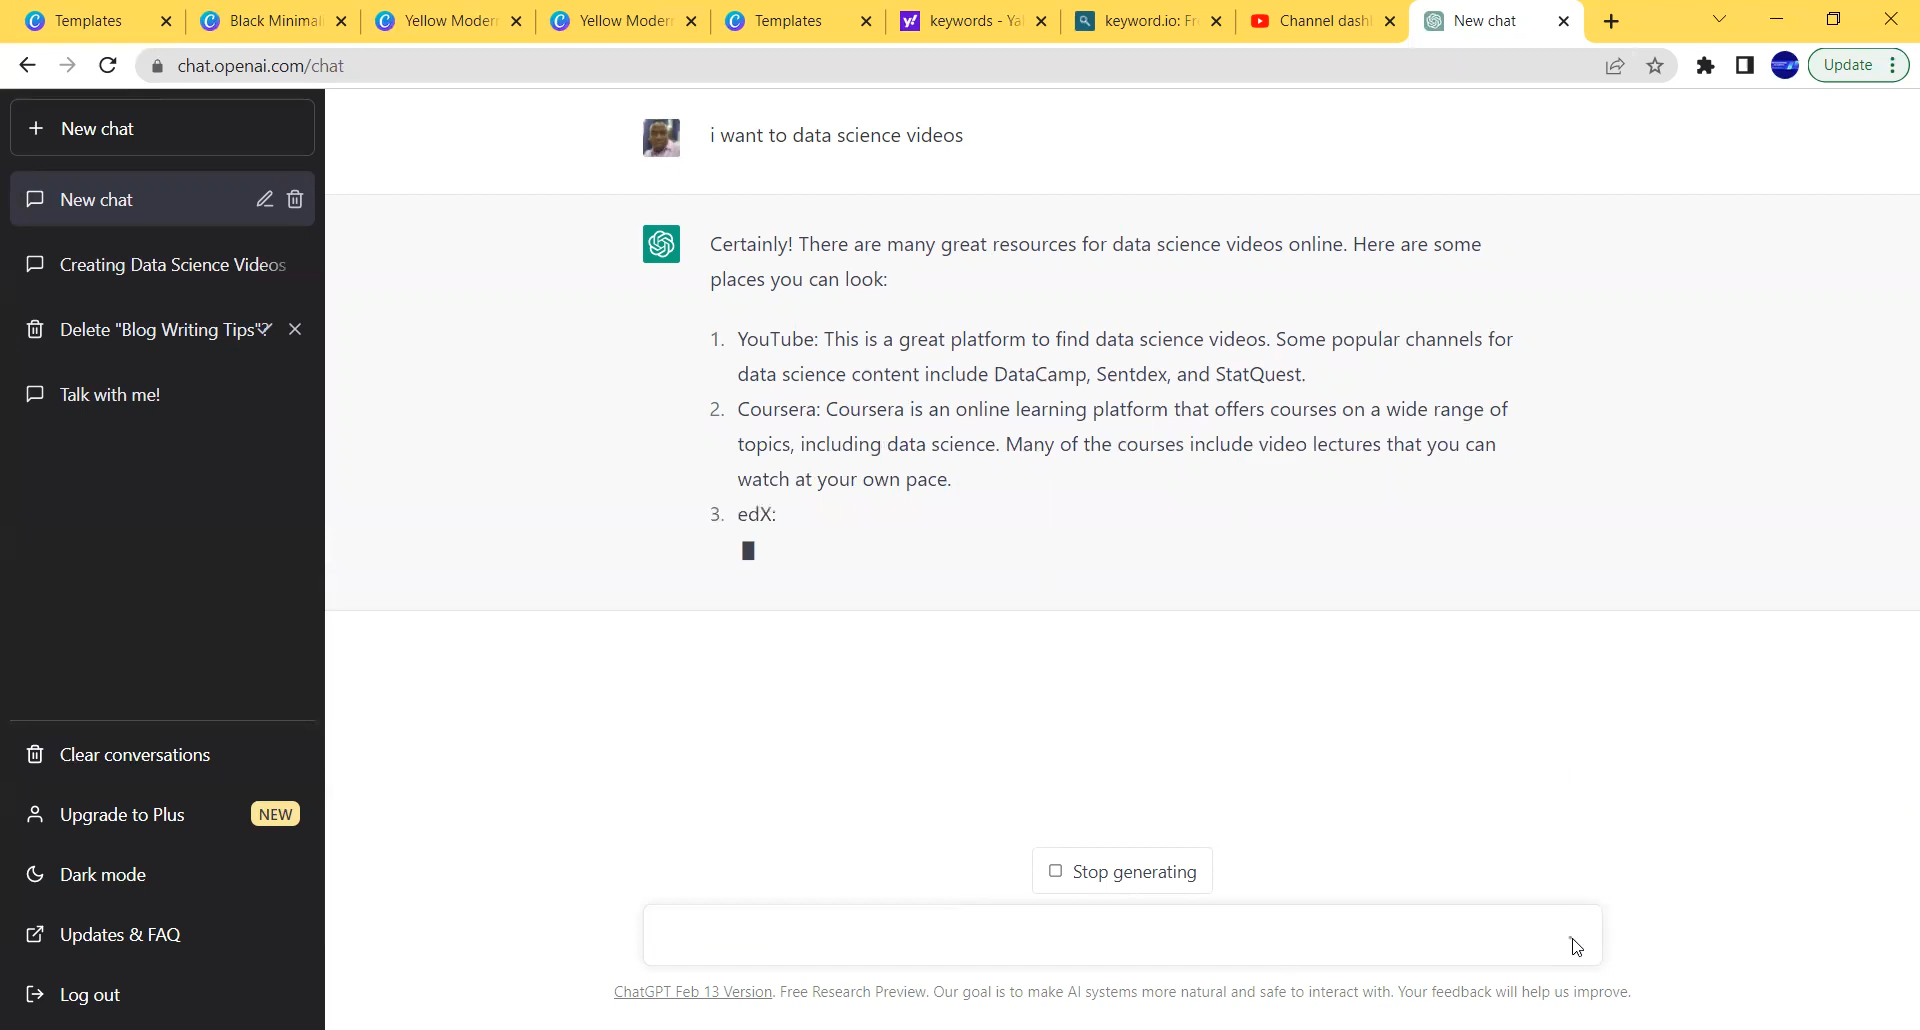 Templates
Black Minimali
Yellow Modern
Yellow Modern
Templates
keywords - Ya
keyword.io: Fr
Channel dash
New chat
chat.openai.com/chat
Update
New chat
New chat
Creating Data Science Videos
Delete "Blog Writing Tips"?
Talk with me!
Clear conversations
Upgrade to Plus
NEW
Dark mode
Updates & FAQ
Log out
i want to data science videos
Certainly! There are many great resources for data science videos online. Here are some
places you can look:
1. YouTube: This is a great platform to find data science videos. Some popular channels for
data science content include DataCamp, Sentdex, and StatQuest.
2. Coursera: Coursera is an online learning platform that offers courses on a wide range of
topics, including data science. Many of the courses include video lectures that you can
watch at your own pace.
3. edX:
Stop generating
ChatGPT Feb 13 Version. Free Research Preview. Our goal is to make AI systems more natural and safe to interact with. Your feedback will help us improve.